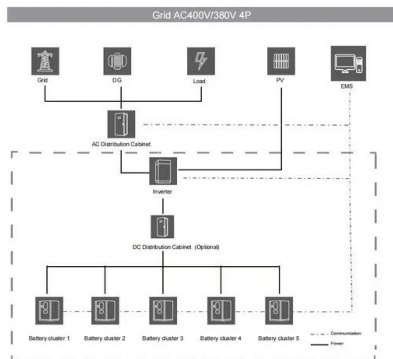 Grid AC400V/380V 4P
Grid
DG
Load
PV
EMS
AC Distribution Cabinet
Inverter
DC Distribution Cabinet (Optional)
Battery cluster 1
Battery cluster 2
Battery cluster 3
Battery cluster 4
Battery cluster 5
Communication
Power